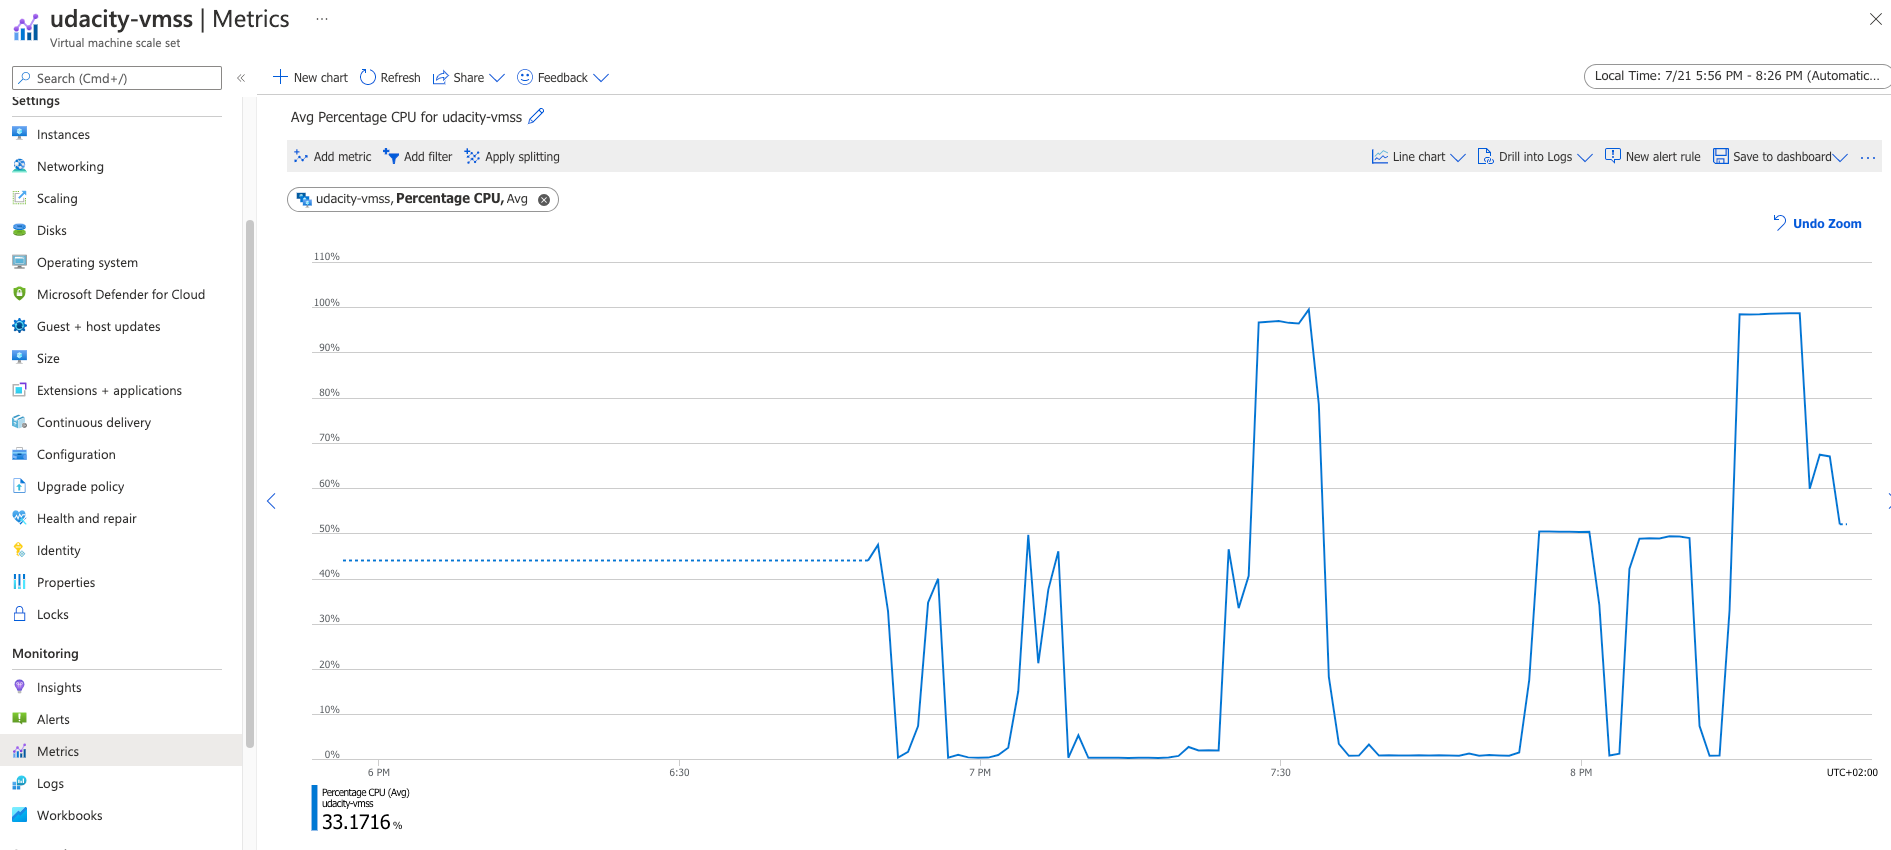 udacity-vmss | Metrics ...
Virtual machine scale set
Search (Cmd+/)
«
New chart Refresh Share Feedback
Local Time: 7/21 5:56 PM - 8:26 PM (Automatic...
Settings
Instances
Networking
Scaling
Disks
Operating system
Microsoft Defender for Cloud
Guest + host updates
Size
Extensions + applications
Continuous delivery
Configuration
Upgrade policy
Health and repair
Identity
Properties
Locks
Monitoring
Insights
Alerts
Metrics
Logs
Workbooks
Avg Percentage CPU for udacity-vmss
Add metric Add filter Apply splitting
Line chart Drill into Logs New alert rule Save to dashboard ...
udacity-vmss, Percentage CPU, Avg
Undo Zoom
110%
100%
90%
80%
70%
60%
50%
40%
30%
20%
10%
0%
6 PM 6:30 7 PM 7:30 8 PM UTC+02:00
Percentage CPU (Avg)
udacity-vmss
33.1716 %